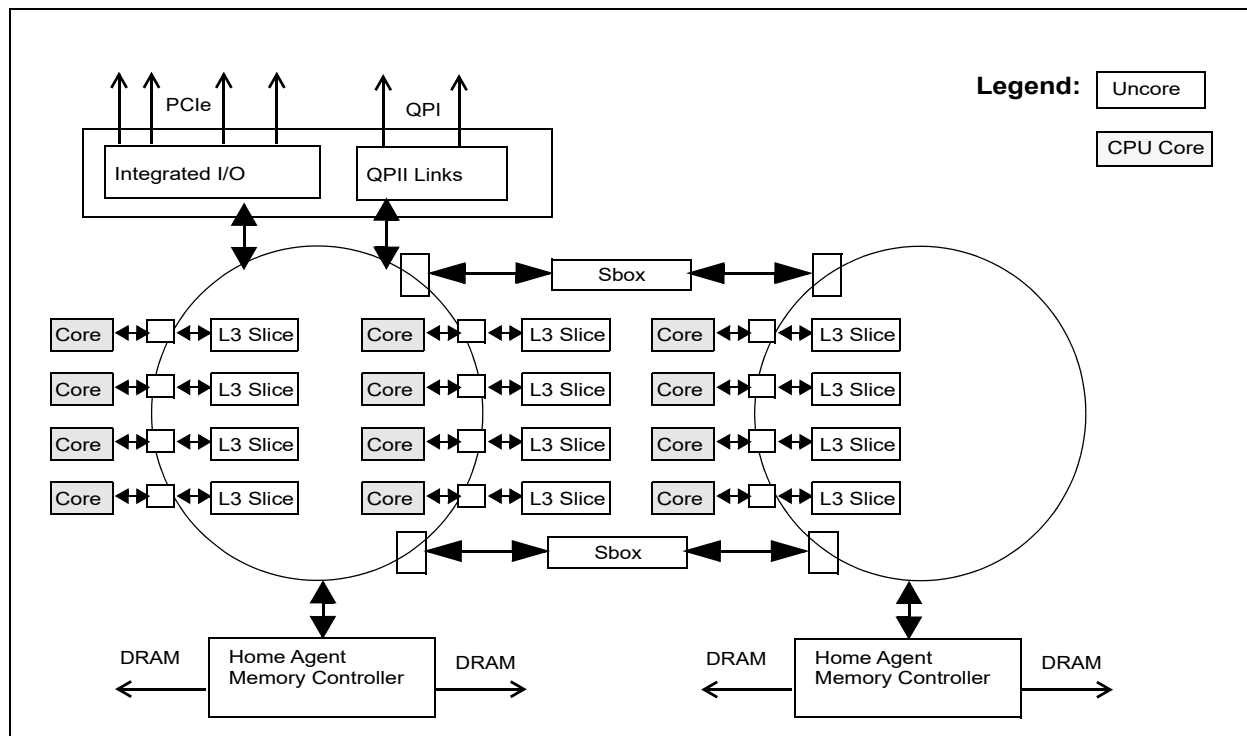 Legend:
Uncore
PCIe
QPI
CPU Core
Integrated I/O
QPII Links
Sbox
Core
L3 Slice
Core
L3 Slice
Core
L3 Slice
Core
L3 Slice
Core
L3 Slice
Core
L3 Slice
Core
L3 Slice
Core
L3 Slice
Core
L3 Slice
Core
L3 Slice
Core
L3 Slice
Core
L3 Slice
Sbox
DRAM
Home Agent
Memory Controller
DRAM
DRAM
Home Agent
Memory Controller
DRAM